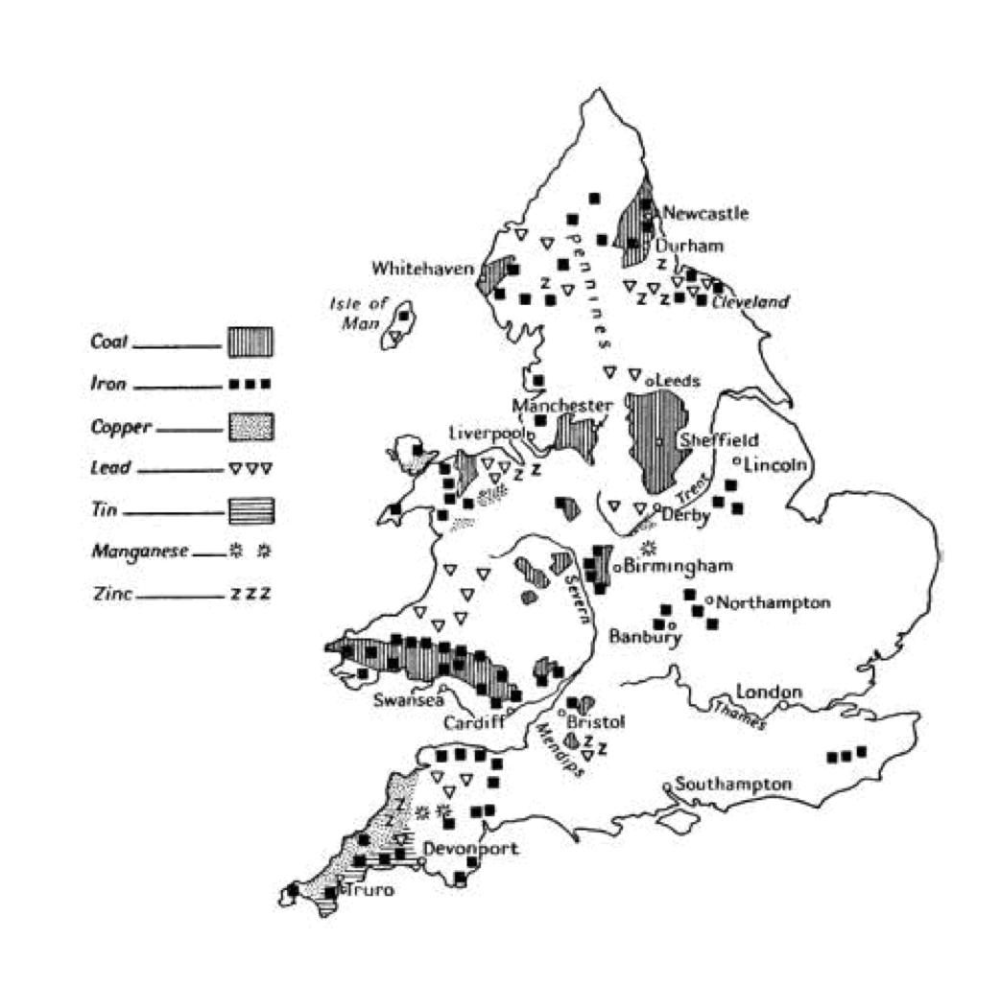 Newcastle
Durham
Whitehaven
Pennines
Cleveland
Isle of
Man
Coal
Iron
Copper
Lead
Tin
Manganese
Zinc
z z z
Leeds
Manchester
Liverpool
Sheffield
Lincoln
Trent
Derby
Birmingham
Severn
Northampton
Banbury
Swansea
Cardiff
Bristol
Mendips
London
Thames
Southampton
Devonport
Truro
z
z
z z
z z
z
z
z
z